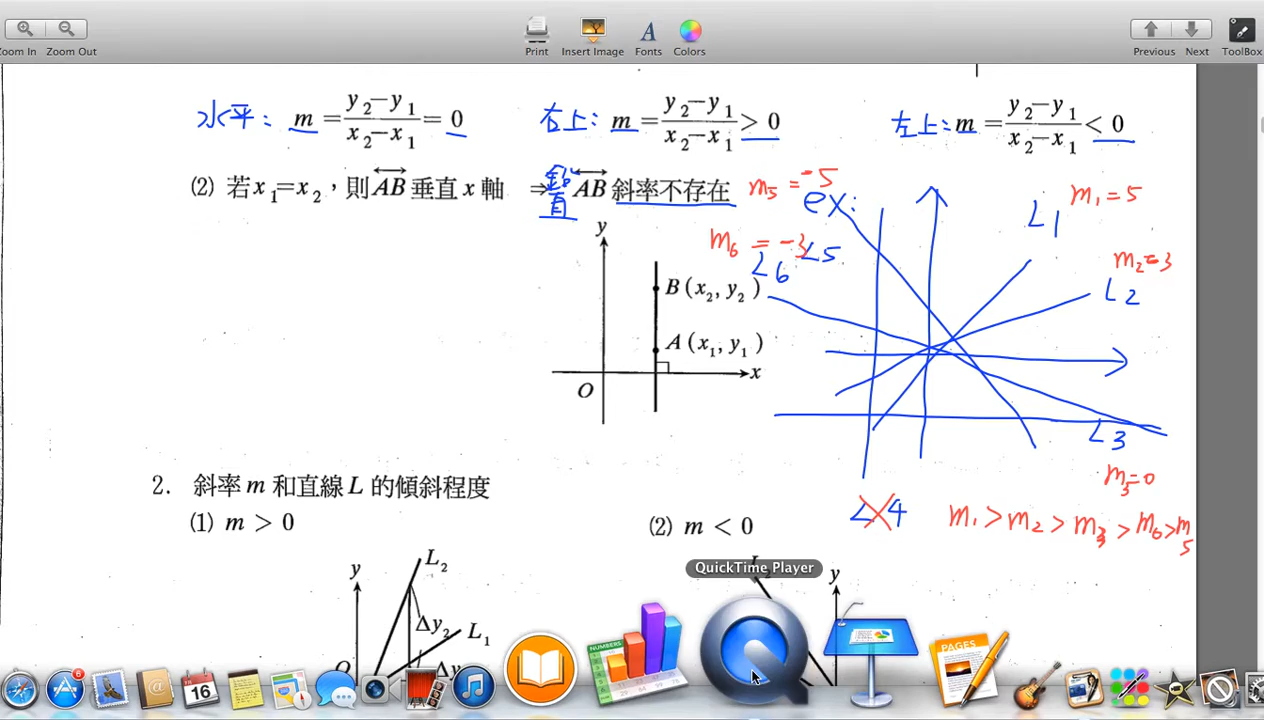 Zoom In Zoom Out Print Insert Image Fonts Colors Previous Next ToolBox
水平: m = (y₂−y₁)/(x₂−x₁) = 0 右上: m = (y₂−y₁)/(x₂−x₁) > 0 左上: m = (y₂−y₁)/(x₂−x₁) < 0
(2) 若 x₁=x₂,則 AB 垂直 x 軸 ⇒ 鉛直 AB 斜率不存在
m₅ = -5
ex:
L1
m₁ = 5
m₆ = -3
L5
L6
m₂ = 3
L2
y
B (x₂, y₂)
A (x₁, y₁)
x
O
L3
m₃ = 0
L4
m₁ > m₂ > m₃ > m₆ > m₅
2. 斜率 m 和直線 L 的傾斜程度
(1) m > 0 (2) m < 0
y
L₂
Δy₂
L₁
y
QuickTime Player
6
16
NUMBERS
PAGES